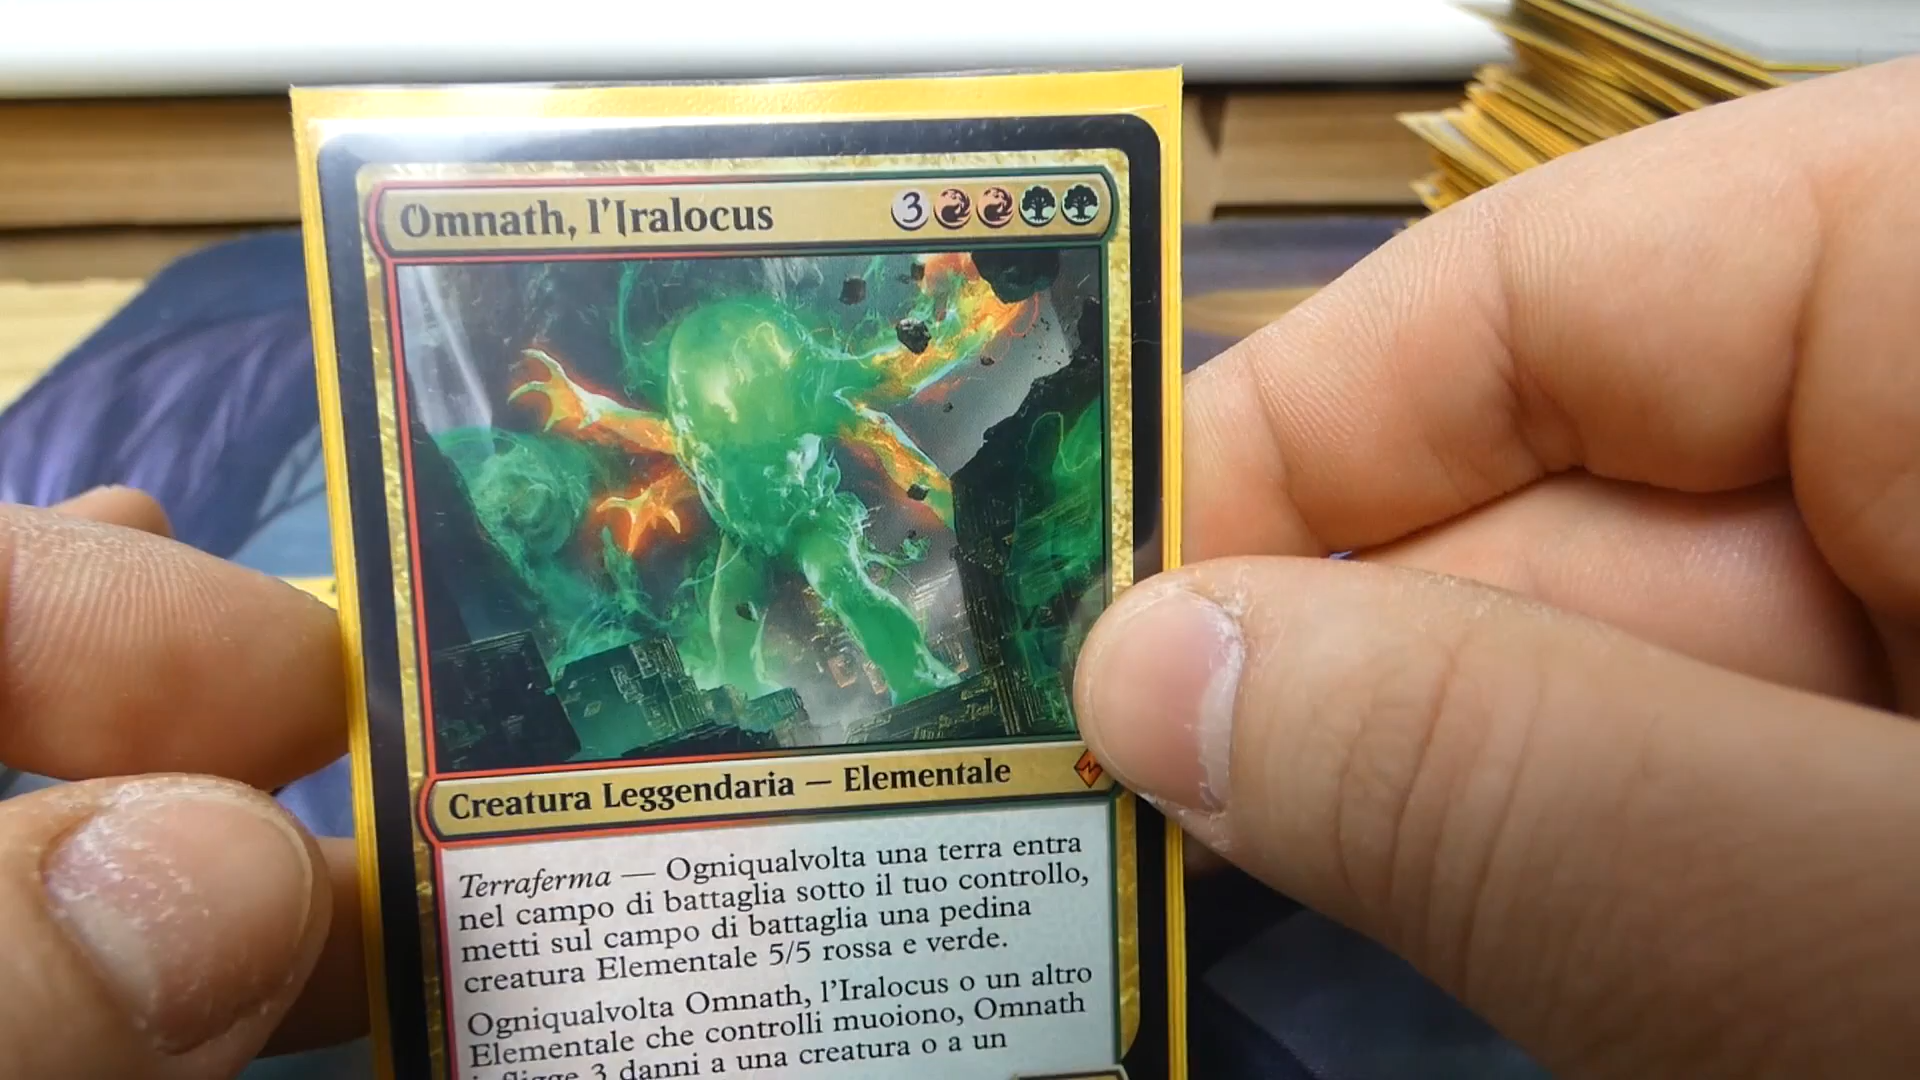 Omnath, l'Iralocus 3
Creatura Leggendaria — Elementale
Terraferma — Ogniqualvolta una terra entra
nel campo di battaglia sotto il tuo controllo,
metti sul campo di battaglia una pedina
creatura Elementale 5/5 rossa e verde.
Ogniqualvolta Omnath, l'Iralocus o un altro
Elementale che controlli muoiono, Omnath
3 danni a una creatura o a un